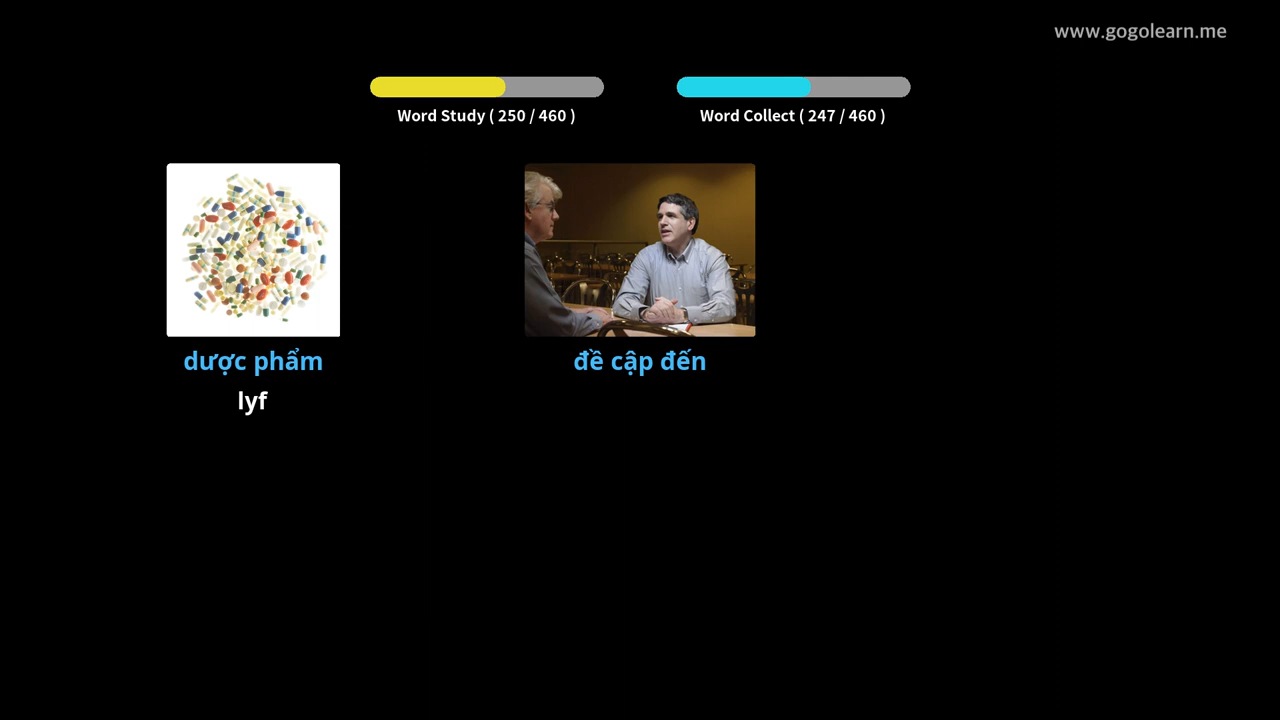 www.gogolearn.me
Word Study ( 250 / 460 )
Word Collect ( 247 / 460 )
dược phẩm
đề cập đến
lyf